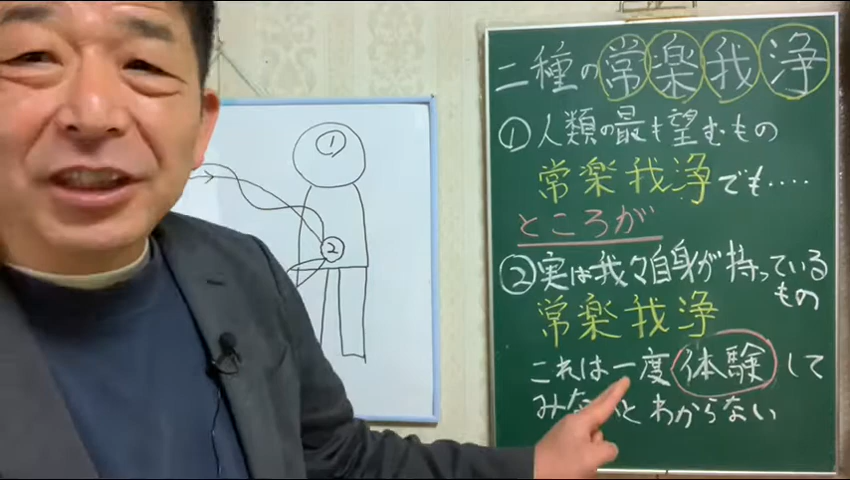 二種の常楽我浄
① 人類の最も望むもの
常楽我浄でも‥‥
ところが
② 実は我々自身が持っている
もの
常楽我浄
これは一度体験して
みないとわからない
①
②